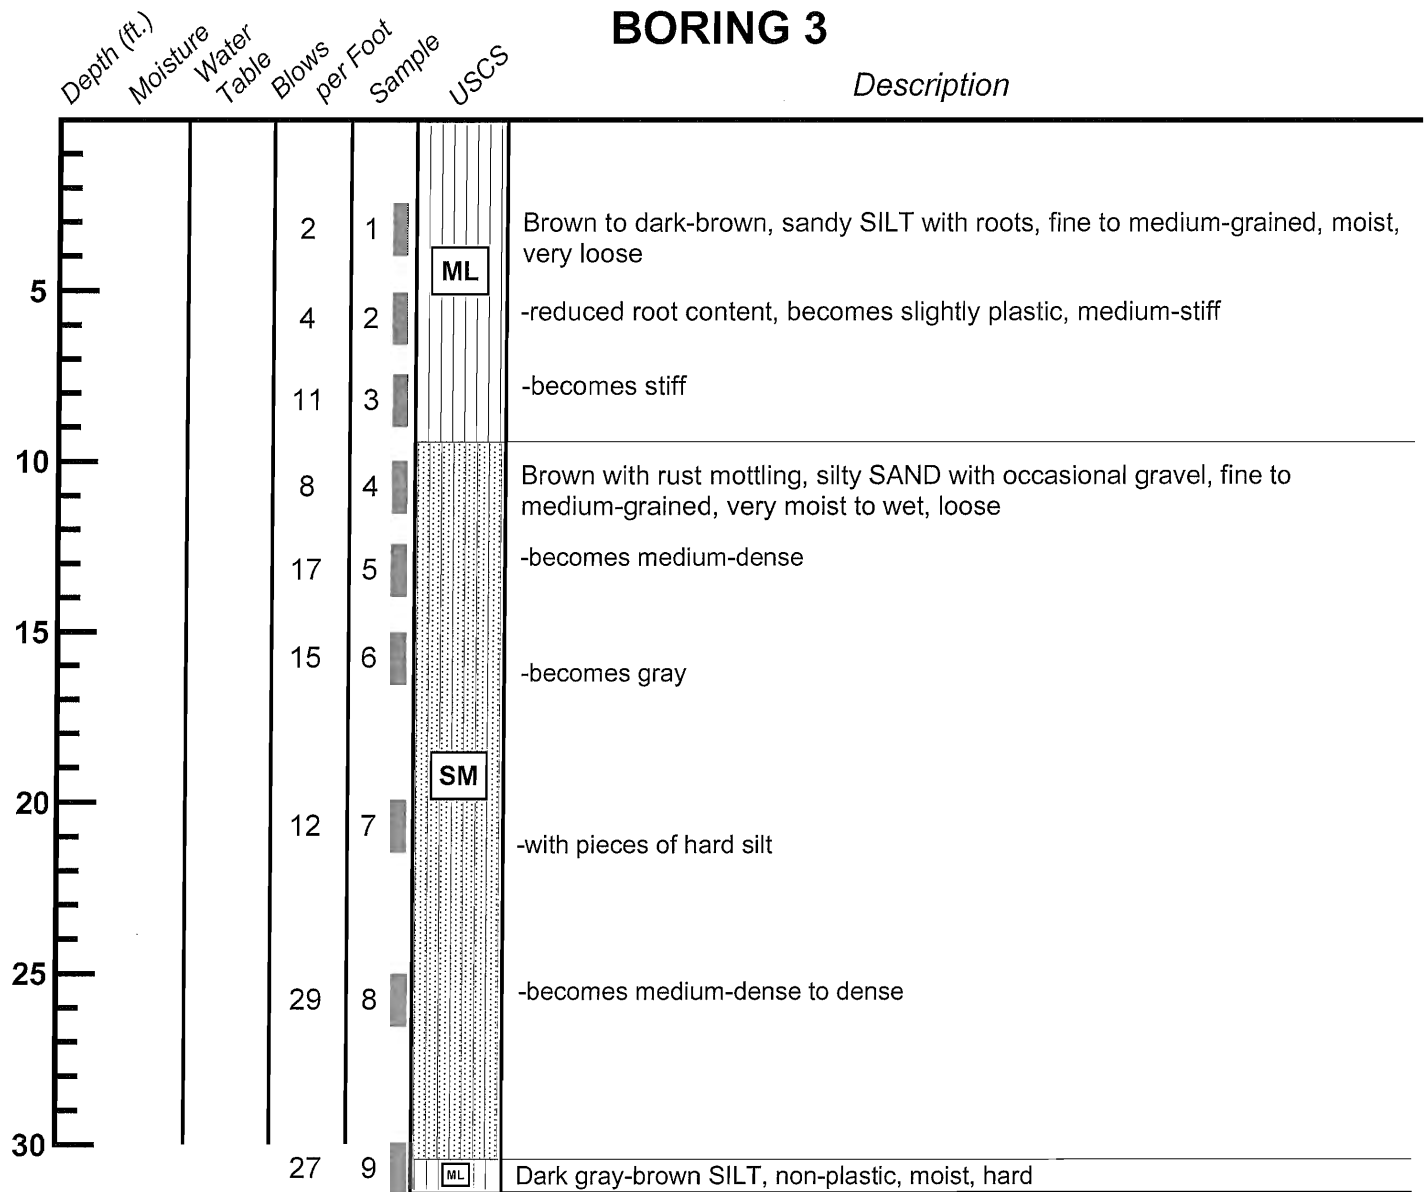 BORING 3
Depth (ft.)
Moisture
Water
Table
Blows
per Foot
Sample
USCS
Description
2 1 Brown to dark-brown, sandy SILT with roots, fine to medium-grained, moist,
very loose
ML
5
4 2 -reduced root content, becomes slightly plastic, medium-stiff
11 3 -becomes stiff
10
8 4 Brown with rust mottling, silty SAND with occasional gravel, fine to
medium-grained, very moist to wet, loose
17 5 -becomes medium-dense
15
15 6 -becomes gray
SM
20
12 7 -with pieces of hard silt
25
29 8 -becomes medium-dense to dense
30
27 9 ML Dark gray-brown SILT, non-plastic, moist, hard